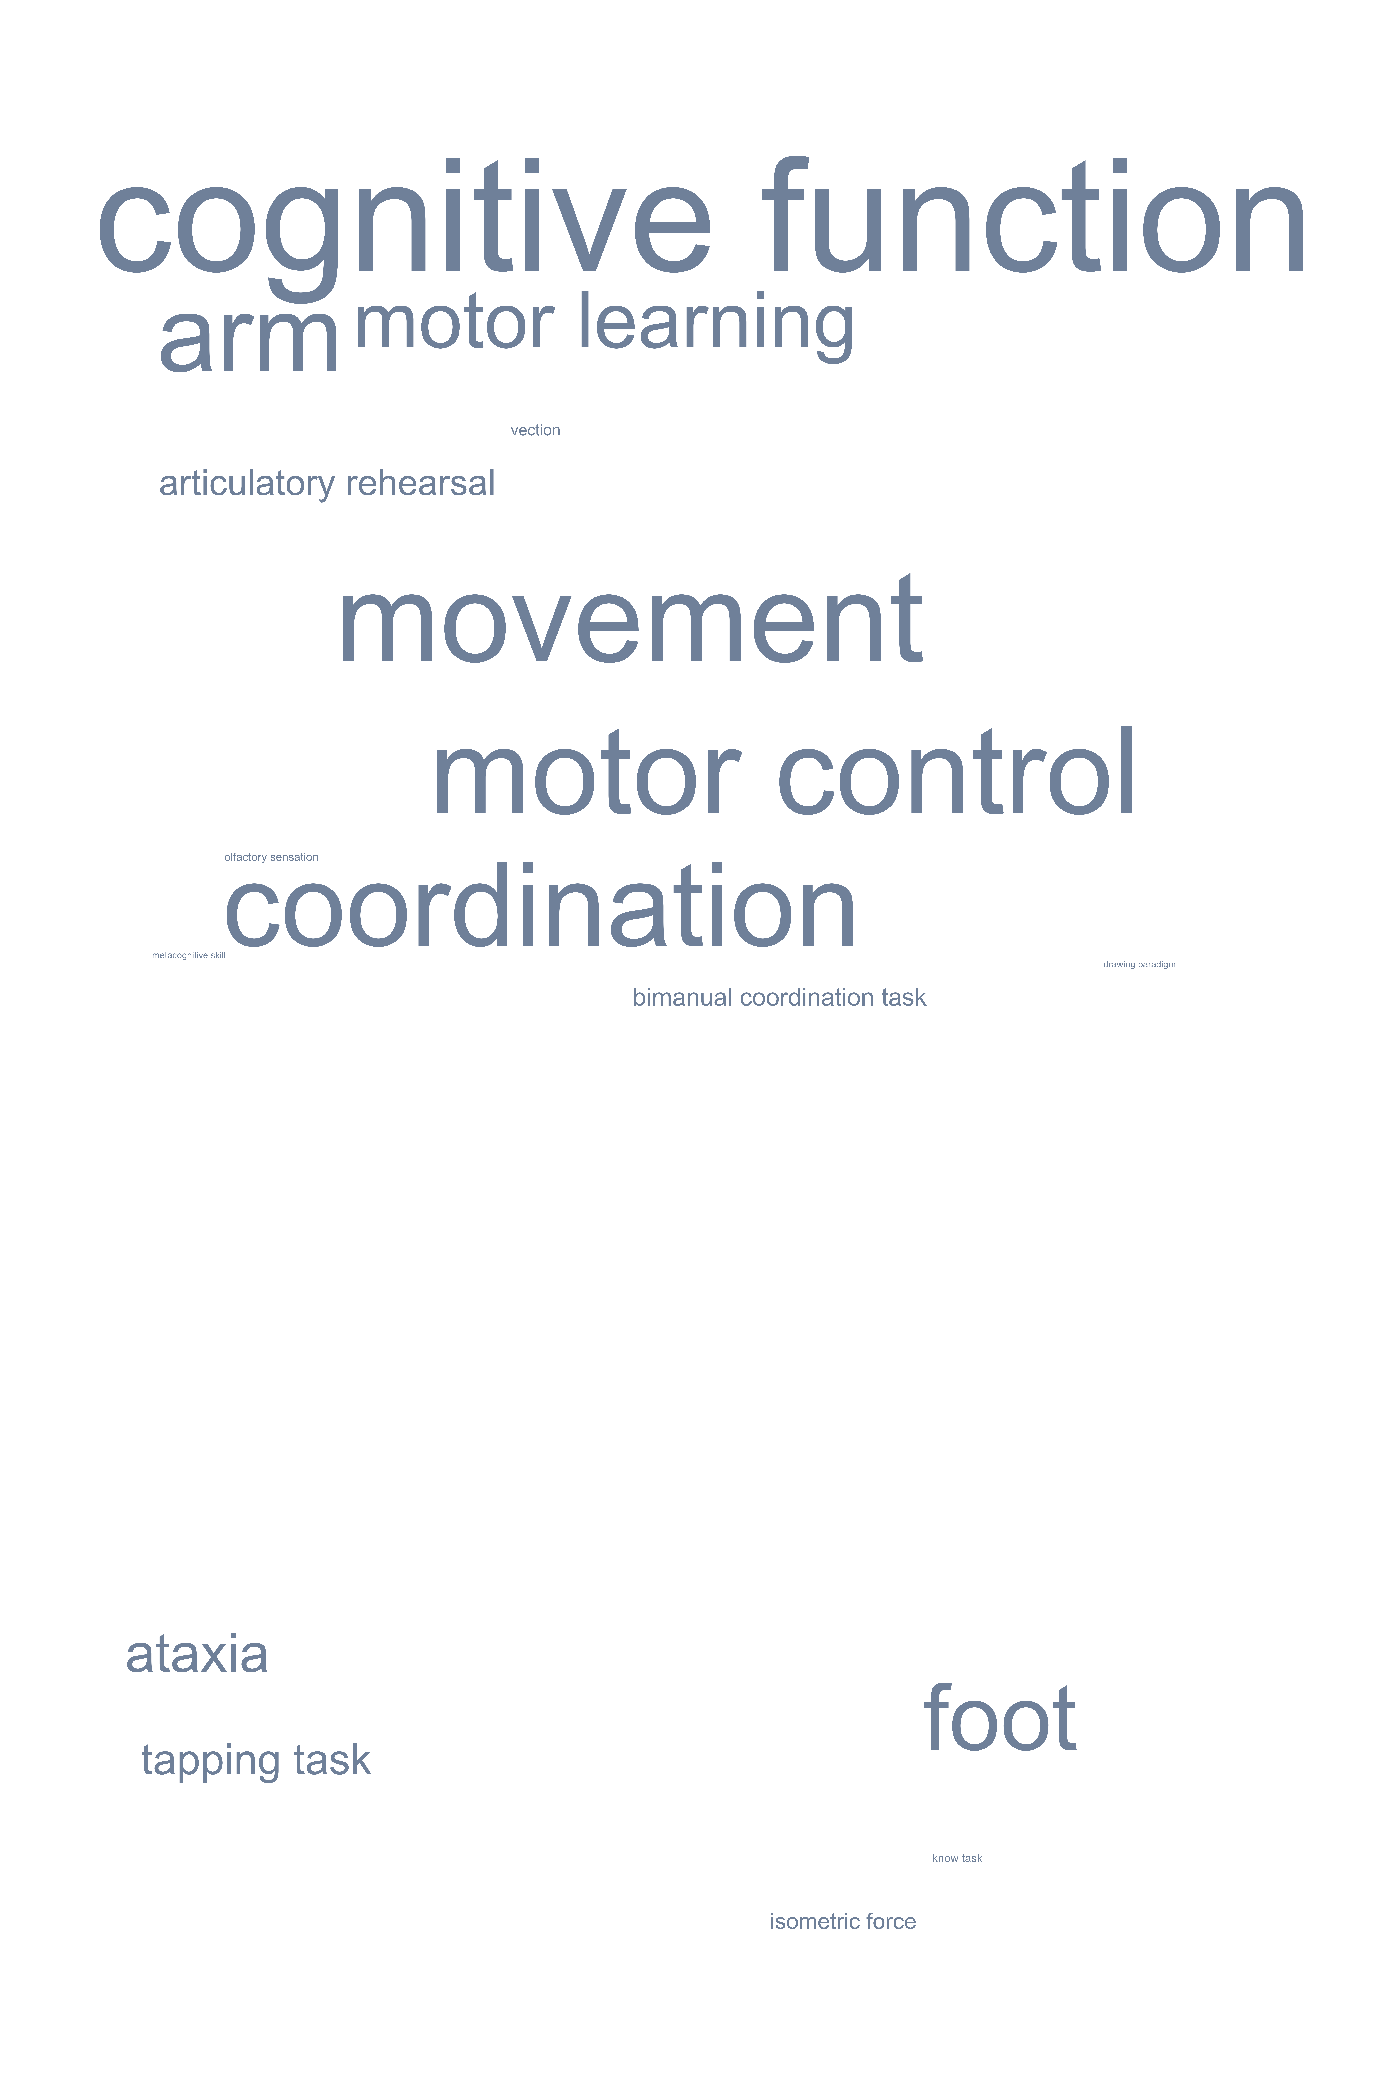 cognitive function
arm motor learning
vection
articulatory rehearsal
movement
motor control
olfactory sensation
coordination
metacognitive skill
drawing paradigm
bimanual coordination task
ataxia
foot
tapping task
know task
isometric force